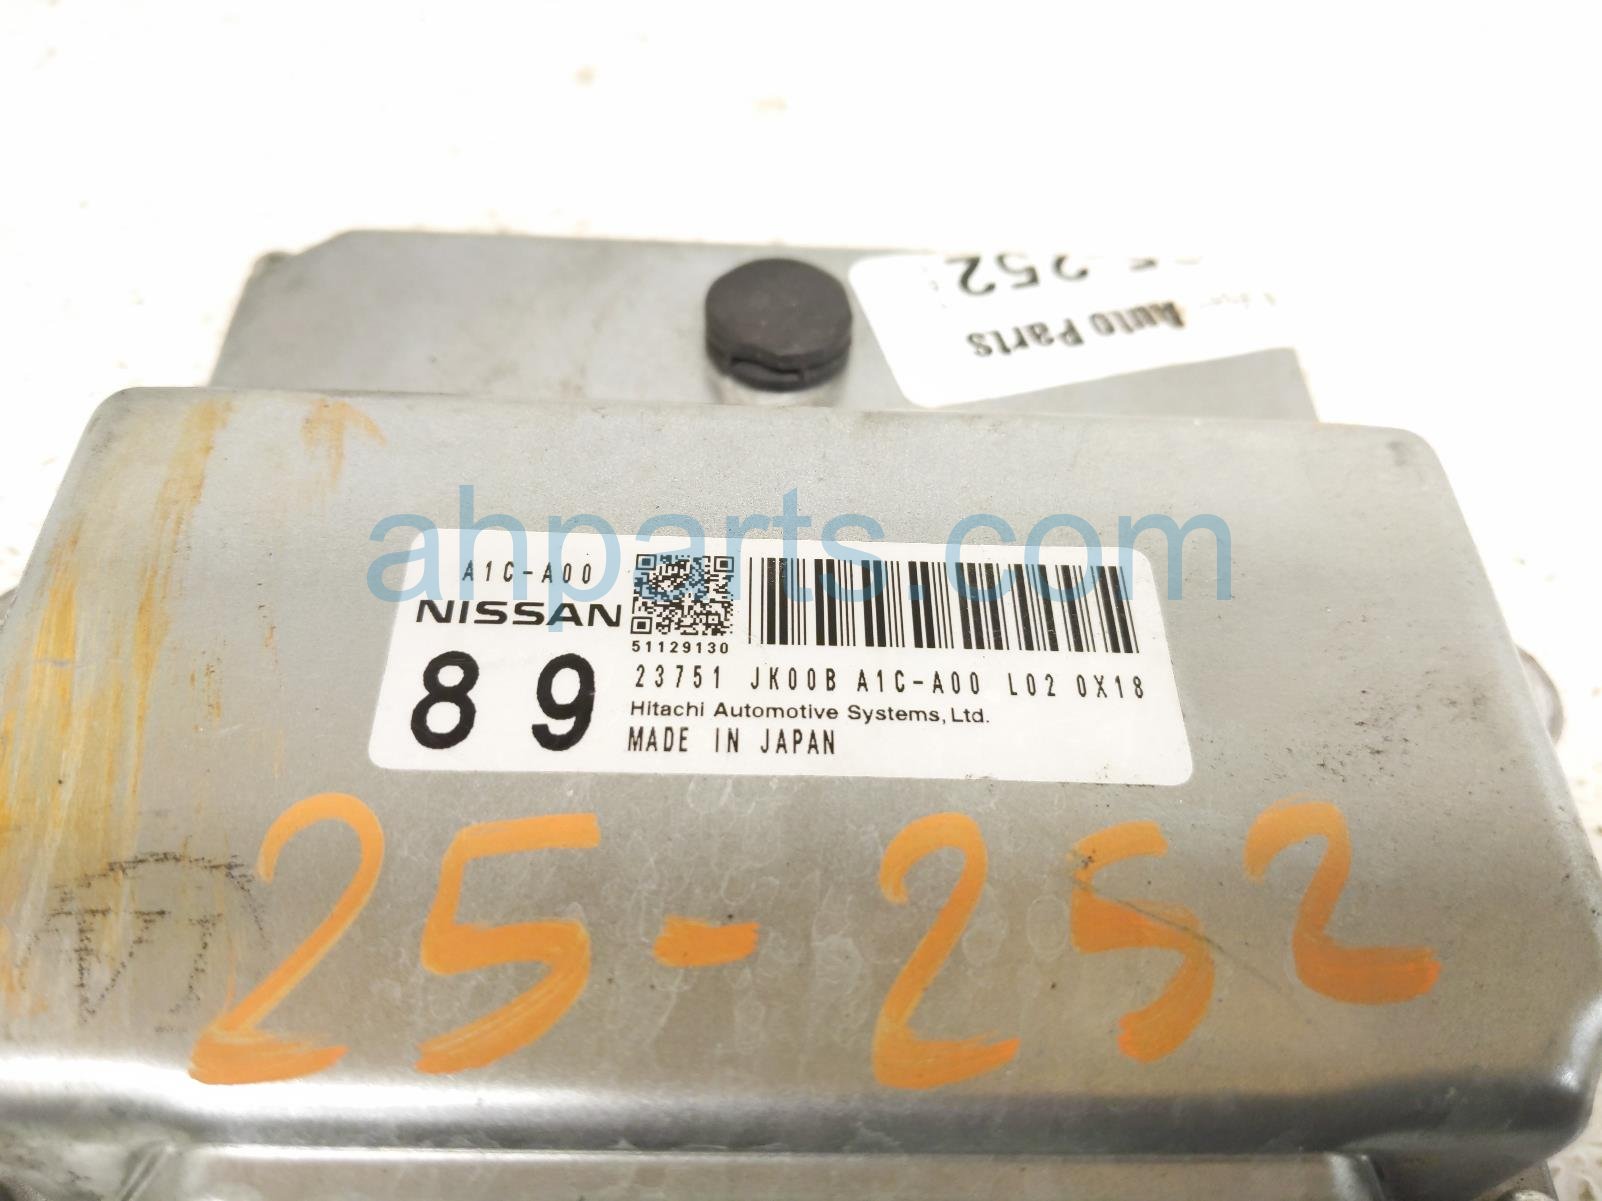 252
Auto Parts
ahparts.com
A1C-A00
NISSAN
51129130
89
23751 JK00B A1C-A00 L02 0X18
Hitachi Automotive Systems, Ltd.
MADE IN JAPAN
25-252